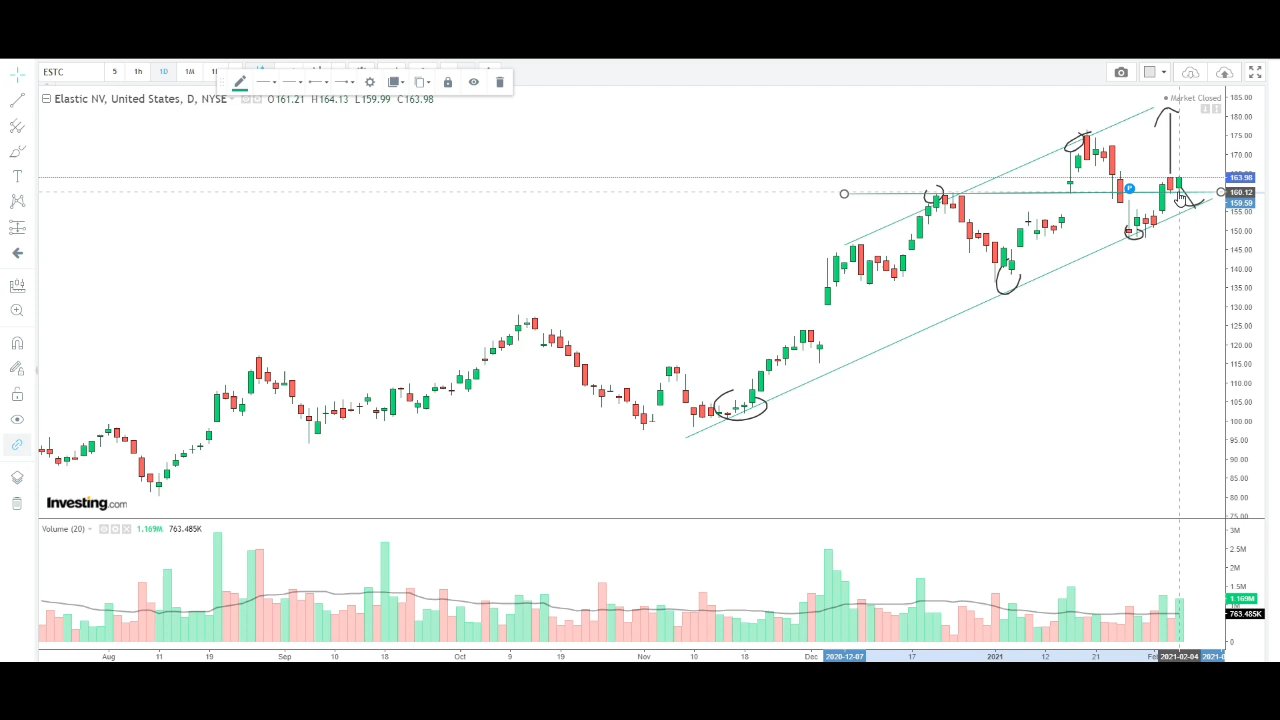 ESTC 5 1h 1D 1M
Elastic NV, United States, D, NYSE O161.21 H164.13 L159.99 C163.98
Market Closed
185.00
180.00
175.00
170.00
163.98
160.12
159.59
155.00
150.00
145.00
140.00
135.00
130.00
125.00
120.00
115.00
110.00
105.00
100.00
95.00
90.00
85.00
80.00
75.00
P
Investing.com
Volume (20) 1.169M 763.485K
3M
2.5M
2M
1.5M
1.169M
763.485K
0
Aug 11 19 Sep 10 18 Oct 9 19 Nov 10 18 Dec 2020-12-07 17 2021 12 21 2021-02-04